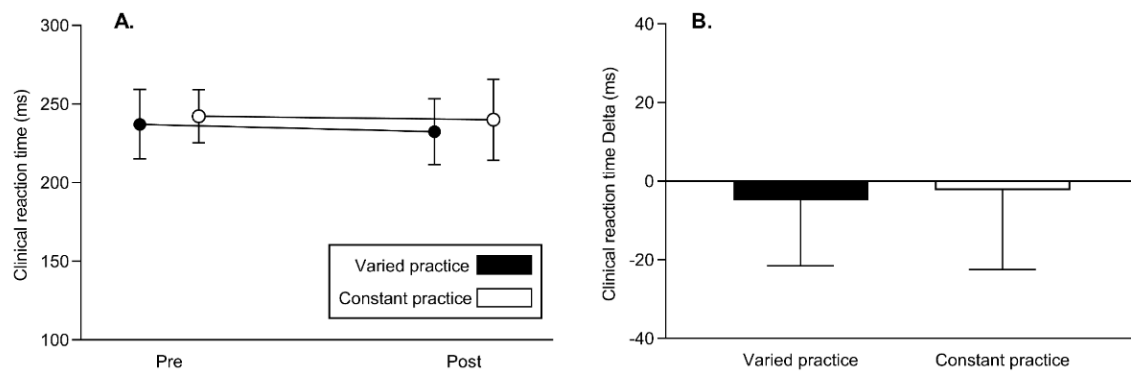 A.
Clinical reaction time (ms)
300
250
200
150
100
Pre
Post
Varied practice
Constant practice
B.
Clinical reaction time Delta (ms)
40
20
0
-20
-40
Varied practice
Constant practice